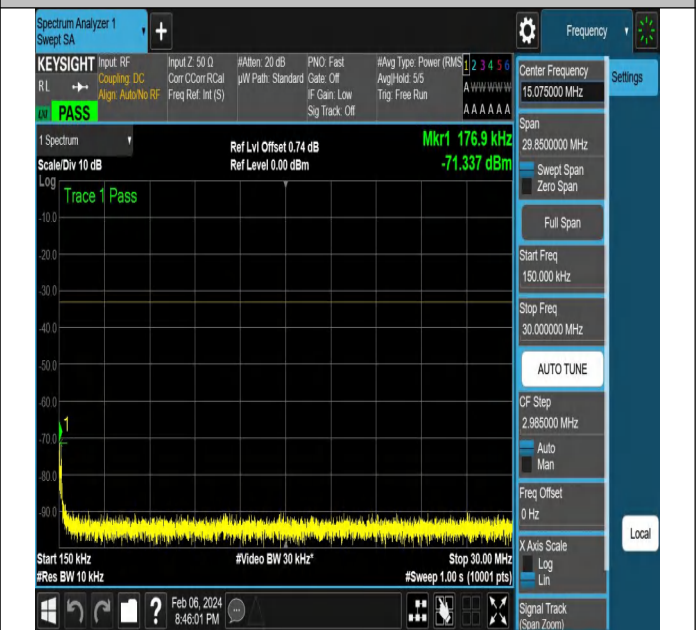 Spectrum Analyzer 1
Swept SA
+
Frequency
KEYSIGHT
RL
PASS
Input: RF
Coupling: DC
Align: Auto/No RF
Input Z: 50 Ω
Corr CCorr RCal
Freq Ref: Int (S)
#Atten: 20 dB
µW Path: Standard
PNO: Fast
Gate: Off
IF Gain: Low
Sig Track: Off
#Avg Type: Power (RMS
Avg|Hold: 5/5
Trig: Free Run
1 2 3 4 5 6
A W W W W W
A A A A A A
1 Spectrum
Scale/Div 10 dB
Log
Ref Lvl Offset 0.74 dB
Ref Level 0.00 dBm
Mkr1 176.9 kHz
-71.337 dBm
Trace 1 Pass
-10.0
-20.0
-30.0
-40.0
-50.0
-60.0
1
-70.0
-80.0
-90.0
Start 150 kHz
#Res BW 10 kHz
#Video BW 30 kHz*
Stop 30.00 MHz
#Sweep 1.00 s (10001 pts)
Feb 06, 2024
8:46:01 PM
Center Frequency
15.075000 MHz
Settings
Span
29.8500000 MHz
Swept Span
Zero Span
Full Span
Start Freq
150.000 kHz
Stop Freq
30.000000 MHz
AUTO TUNE
CF Step
2.985000 MHz
Auto
Man
Freq Offset
0 Hz
Local
X Axis Scale
Log
Lin
Signal Track
(Span Zoom)